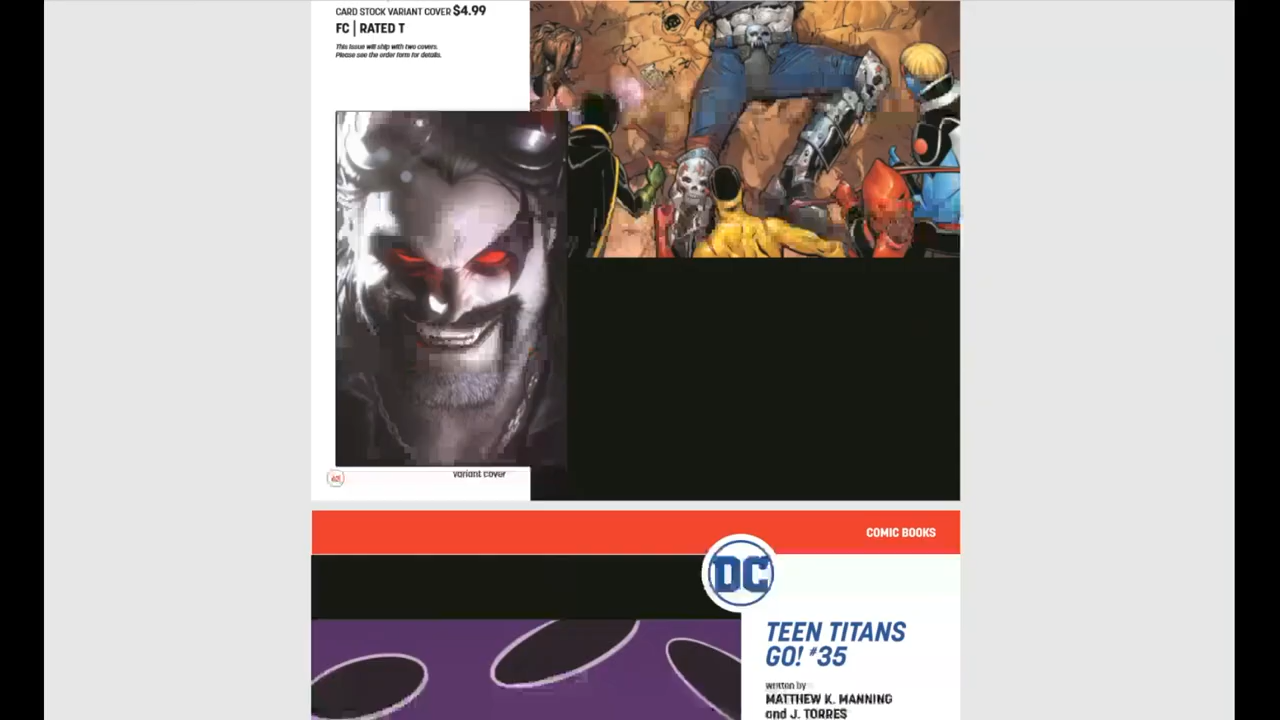 CARD STOCK VARIANT COVER $4.99
FC | RATED T
This issue will ship with two covers.
Please see the order form for details.
variant cover
COMIC BOOKS
DC
TEEN TITANS
GO! #35
written by
MATTHEW K. MANNING
and J. TORRES